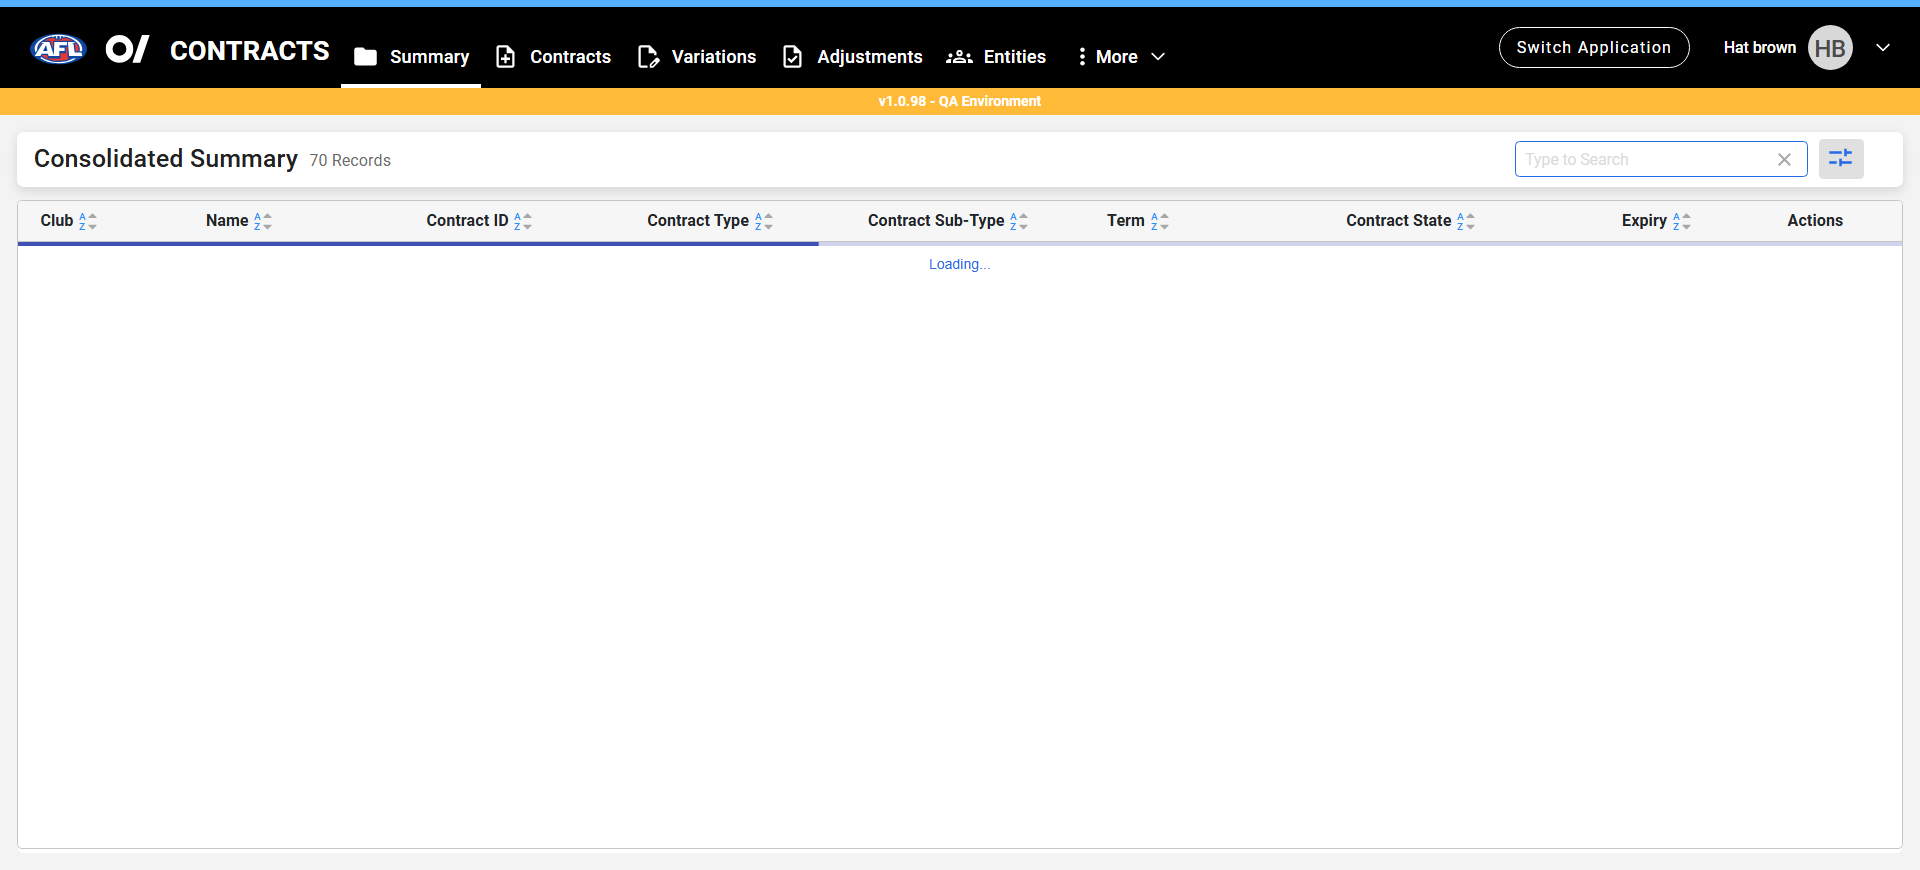 AFL
CONTRACTS
Summary
Contracts
Variations
Adjustments
Entities
More
Switch Application
Hat brown
HB
v1.0.98 - QA Environment
Consolidated Summary
70 Records
Type to Search
Club
Name
Contract ID
Contract Type
Contract Sub-Type
Term
Contract State
Expiry
Actions
Loading...